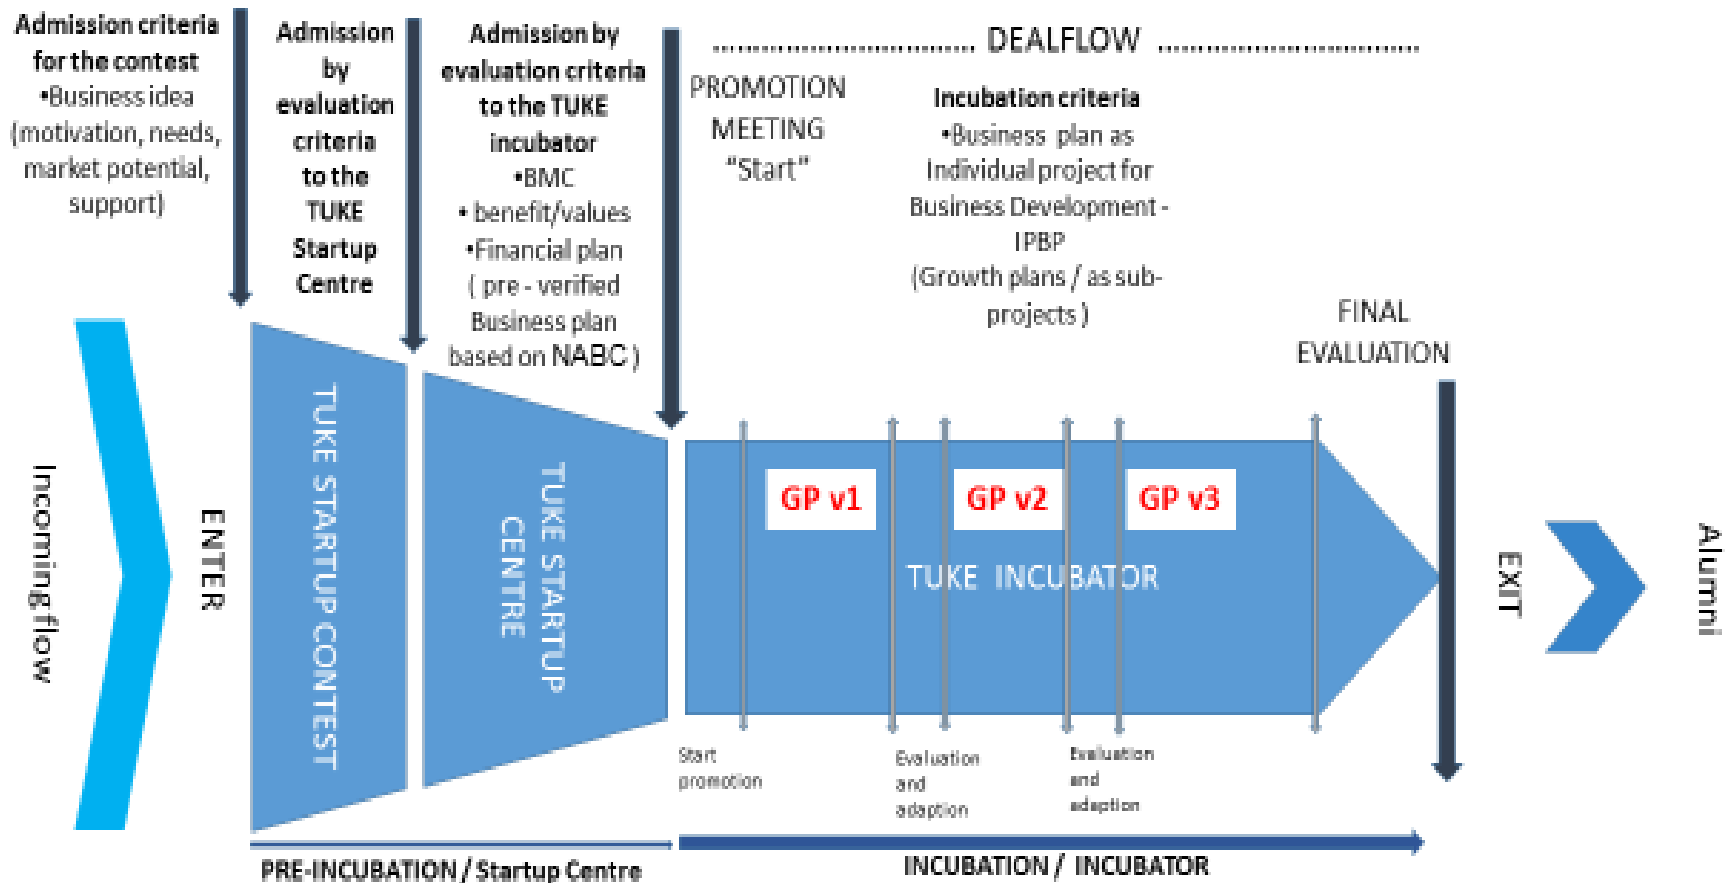 Admission criteria
for the contest
•Business idea
(motivation, needs,
market potential,
support)
Admission
by
evaluation
criteria
to the
TUKE
Startup
Centre
Admission by
evaluation criteria
to the TUKE
incubator
•BMC
• benefit/values
•Financial plan
( pre - verified
Business plan
based on NABC )
DEALFLOW
PROMOTION
MEETING
“Start”
Incubation criteria
•Business plan as
Individual project for
Business Development -
IPBP
(Growth plans / as sub-
projects )
FINAL
EVALUATION
Incoming flow
ENTER
TUKE STARTUP CONTEST
TUKE STARTUP
CENTRE
GP v1
GP v2
GP v3
TUKE INCUBATOR
EXIT
Alumni
Start
promotion
Evaluation
and
adaption
Evaluation
and
adaption
PRE-INCUBATION / Startup Centre
INCUBATION / INCUBATOR